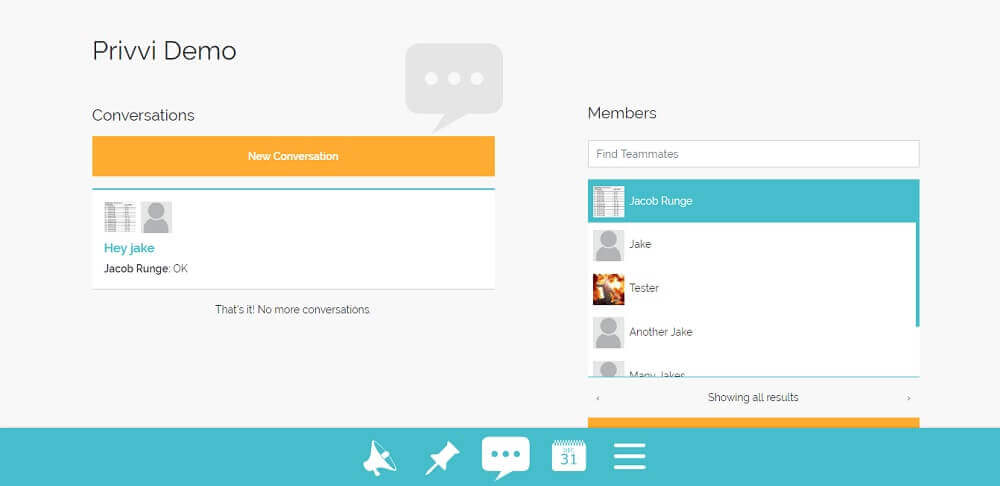 Privvi Demo
Conversations
New Conversation
Hey jake
Jacob Runge: OK
That's it! No more conversations.
Members
Find Teammates
Jacob Runge
Jake
Tester
Another Jake
Many Jakes
‹ Showing all results ›
31